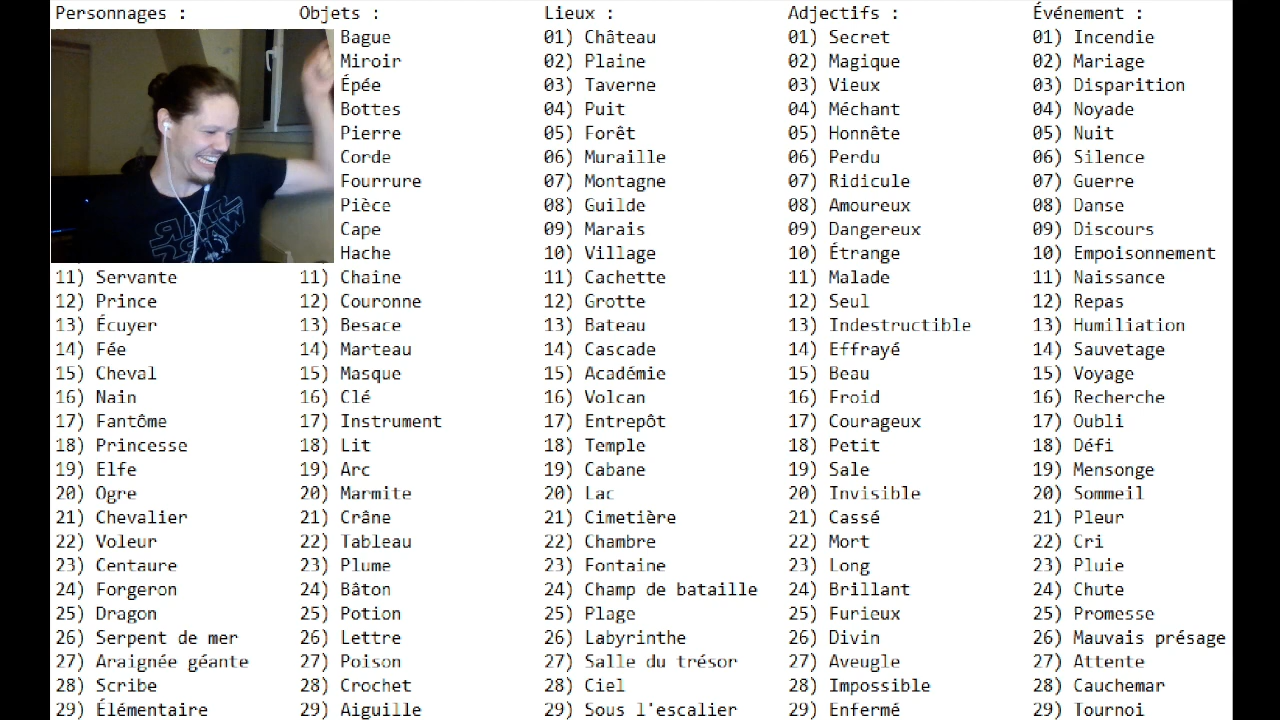 Personnages : Objets : Lieux : Adjectifs : Événement :
Bague 01) Château 01) Secret 01) Incendie
Miroir 02) Plaine 02) Magique 02) Mariage
Épée 03) Taverne 03) Vieux 03) Disparition
Bottes 04) Puit 04) Méchant 04) Noyade
Pierre 05) Forêt 05) Honnête 05) Nuit
Corde 06) Muraille 06) Perdu 06) Silence
Fourrure 07) Montagne 07) Ridicule 07) Guerre
Pièce 08) Guilde 08) Amoureux 08) Danse
Cape 09) Marais 09) Dangereux 09) Discours
Hache 10) Village 10) Étrange 10) Empoisonnement
11) Servante 11) Chaine 11) Cachette 11) Malade 11) Naissance
12) Prince 12) Couronne 12) Grotte 12) Seul 12) Repas
13) Écuyer 13) Besace 13) Bateau 13) Indestructible 13) Humiliation
14) Fée 14) Marteau 14) Cascade 14) Effrayé 14) Sauvetage
15) Cheval 15) Masque 15) Académie 15) Beau 15) Voyage
16) Nain 16) Clé 16) Volcan 16) Froid 16) Recherche
17) Fantôme 17) Instrument 17) Entrepôt 17) Courageux 17) Oubli
18) Princesse 18) Lit 18) Temple 18) Petit 18) Défi
19) Elfe 19) Arc 19) Cabane 19) Sale 19) Mensonge
20) Ogre 20) Marmite 20) Lac 20) Invisible 20) Sommeil
21) Chevalier 21) Crâne 21) Cimetière 21) Cassé 21) Pleur
22) Voleur 22) Tableau 22) Chambre 22) Mort 22) Cri
23) Centaure 23) Plume 23) Fontaine 23) Long 23) Pluie
24) Forgeron 24) Bâton 24) Champ de bataille 24) Brillant 24) Chute
25) Dragon 25) Potion 25) Plage 25) Furieux 25) Promesse
26) Serpent de mer 26) Lettre 26) Labyrinthe 26) Divin 26) Mauvais présage
27) Araignée géante 27) Poison 27) Salle du trésor 27) Aveugle 27) Attente
28) Scribe 28) Crochet 28) Ciel 28) Impossible 28) Cauchemar
29) Élémentaire 29) Aiguille 29) Sous l'escalier 29) Enfermé 29) Tournoi
STAR
WARS